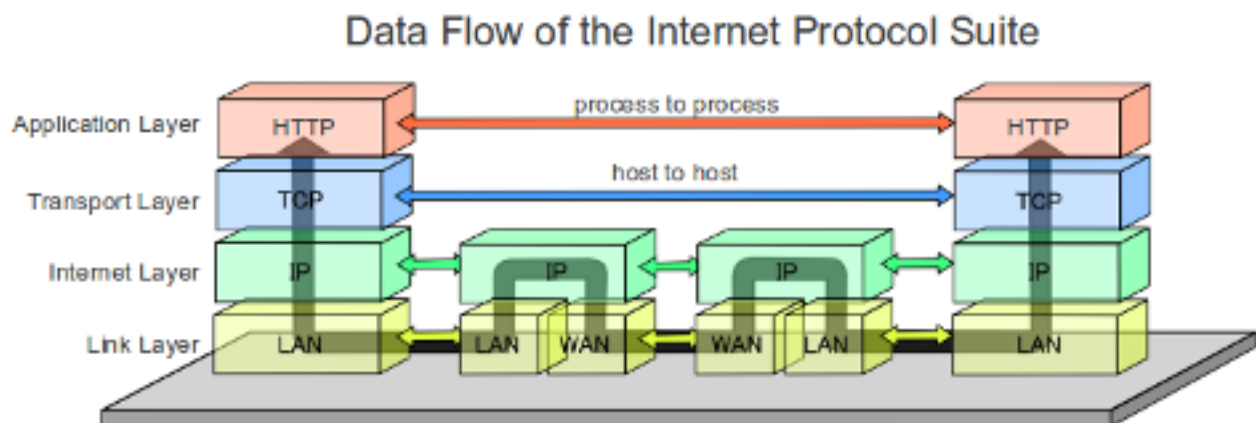 Data Flow of the Internet Protocol Suite
Application Layer HTTP process to process HTTP
Transport Layer TCP host to host TCP
Internet Layer IP IP IP IP
Link Layer LAN LAN WAN WAN LAN LAN